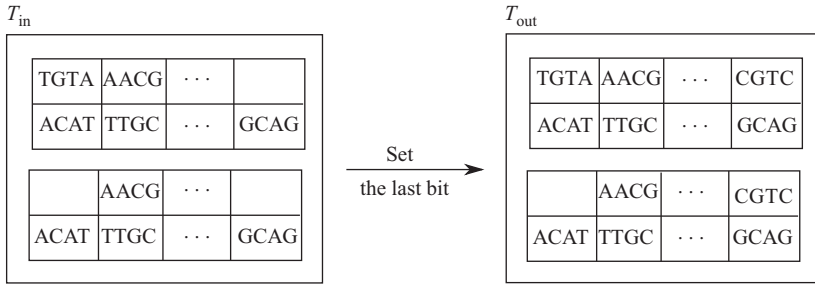 T_in
TGTA AACG ···
ACAT TTGC ··· GCAG
AACG ···
ACAT TTGC ··· GCAG
Set
the last bit
T_out
TGTA AACG ··· CGTC
ACAT TTGC ··· GCAG
AACG ··· CGTC
ACAT TTGC ··· GCAG